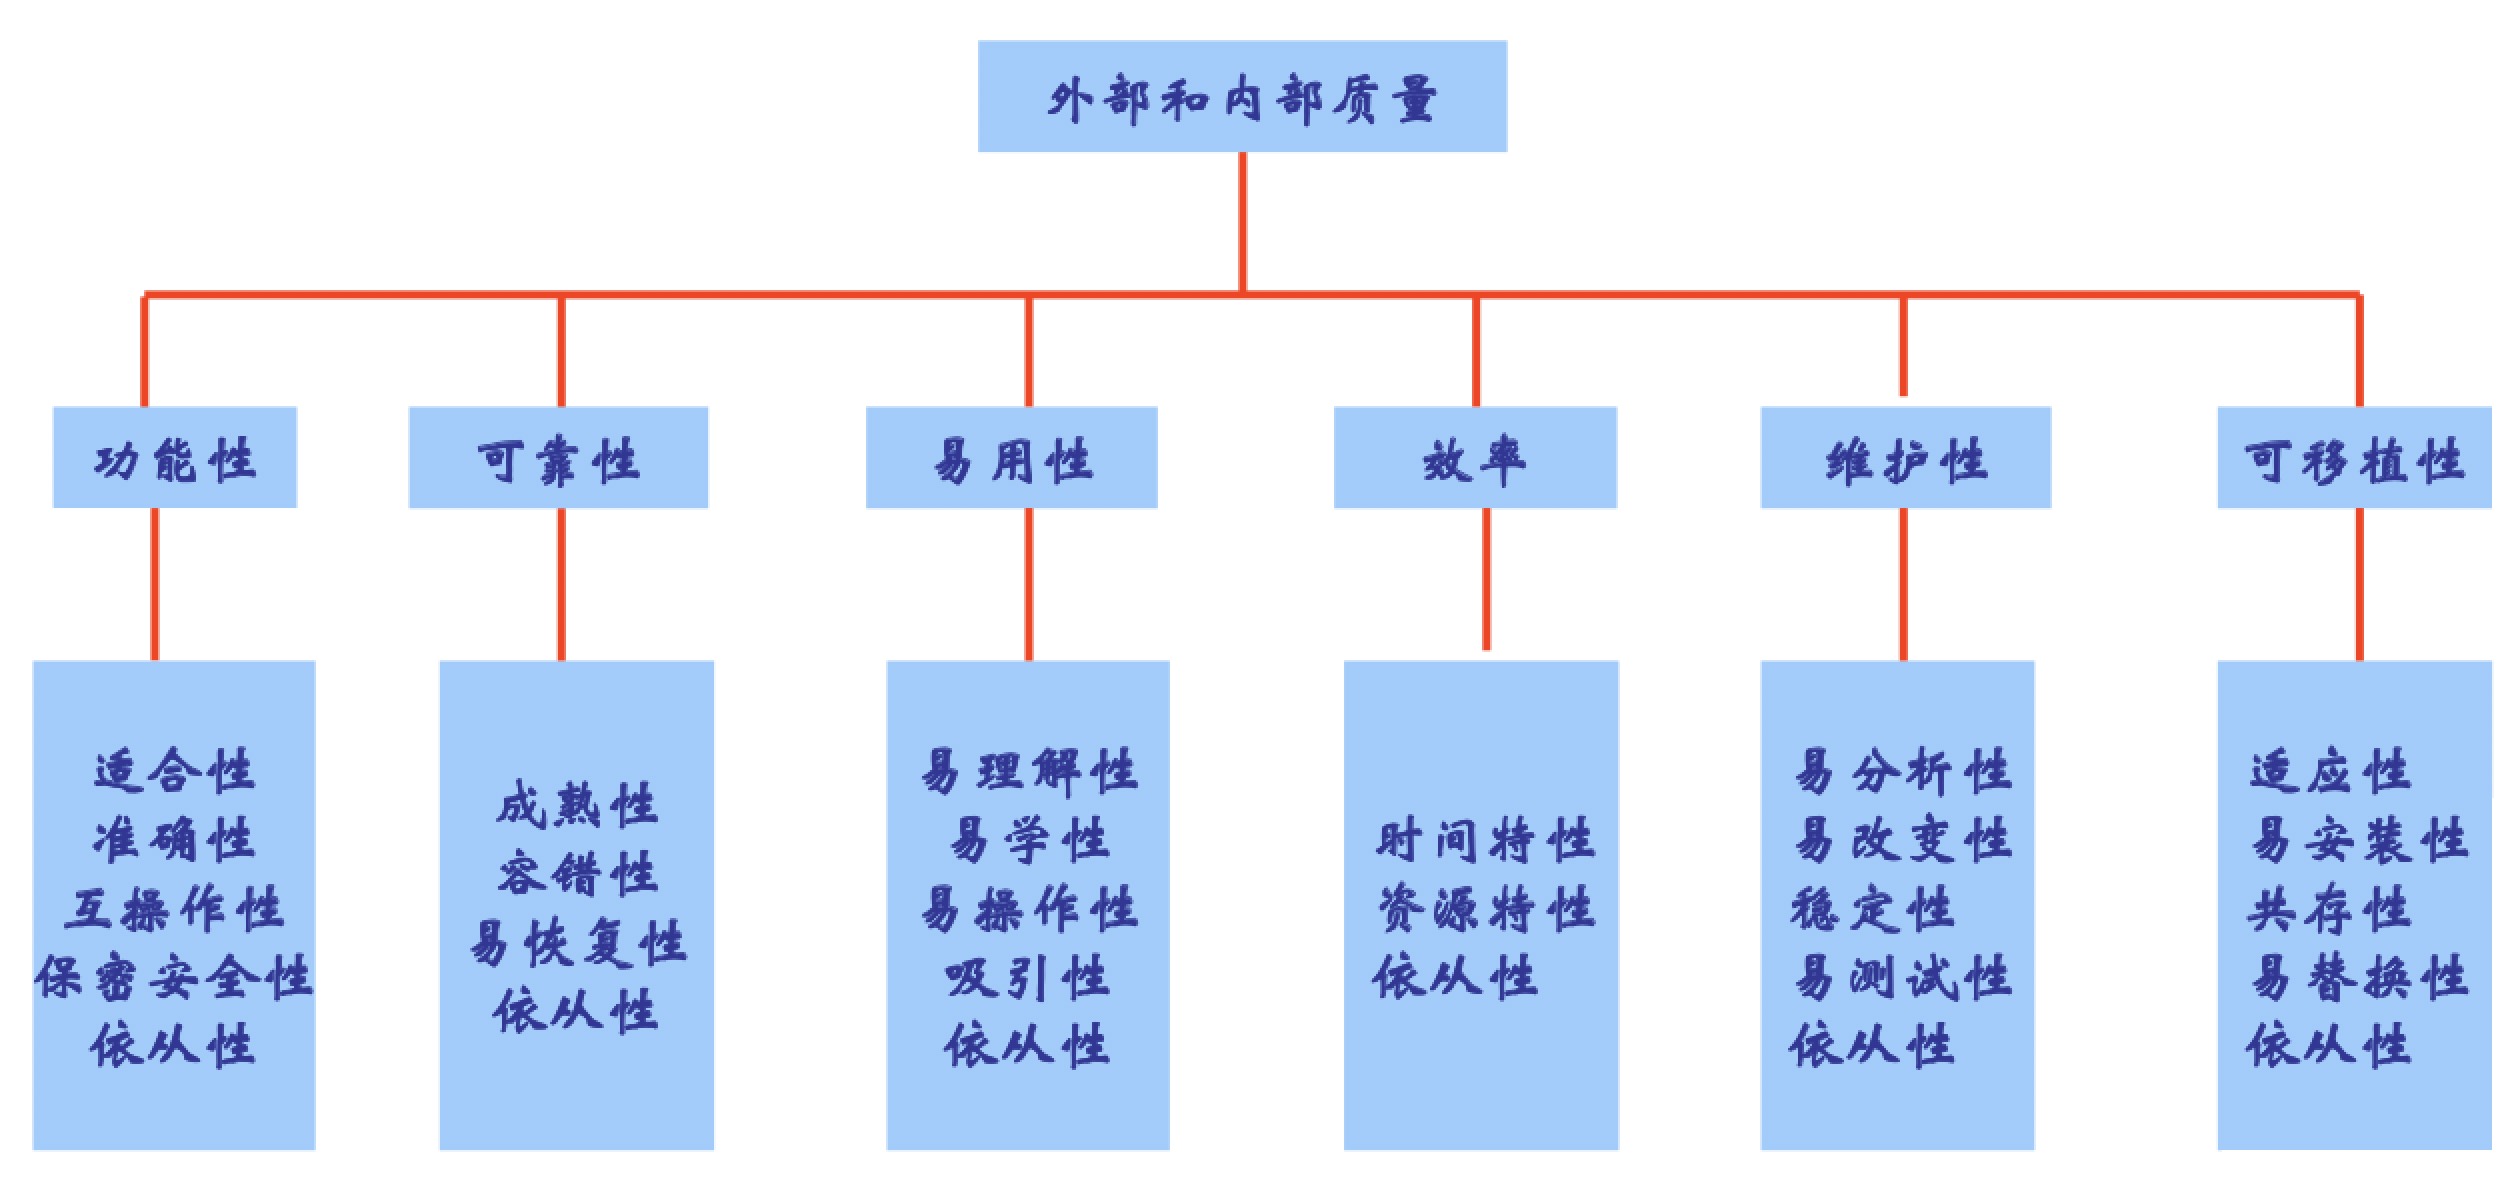 外部和内部质量
功能性
可靠性
易用性
效率
维护性
可移植性
适合性
准确性
互操作性
保密安全性
依从性
成熟性
容错性
易恢复性
依从性
易理解性
易学性
易操作性
吸引性
依从性
时间特性
资源特性
依从性
易分析性
易改变性
稳定性
易测试性
依从性
适应性
易安装性
共存性
易替换性
依从性